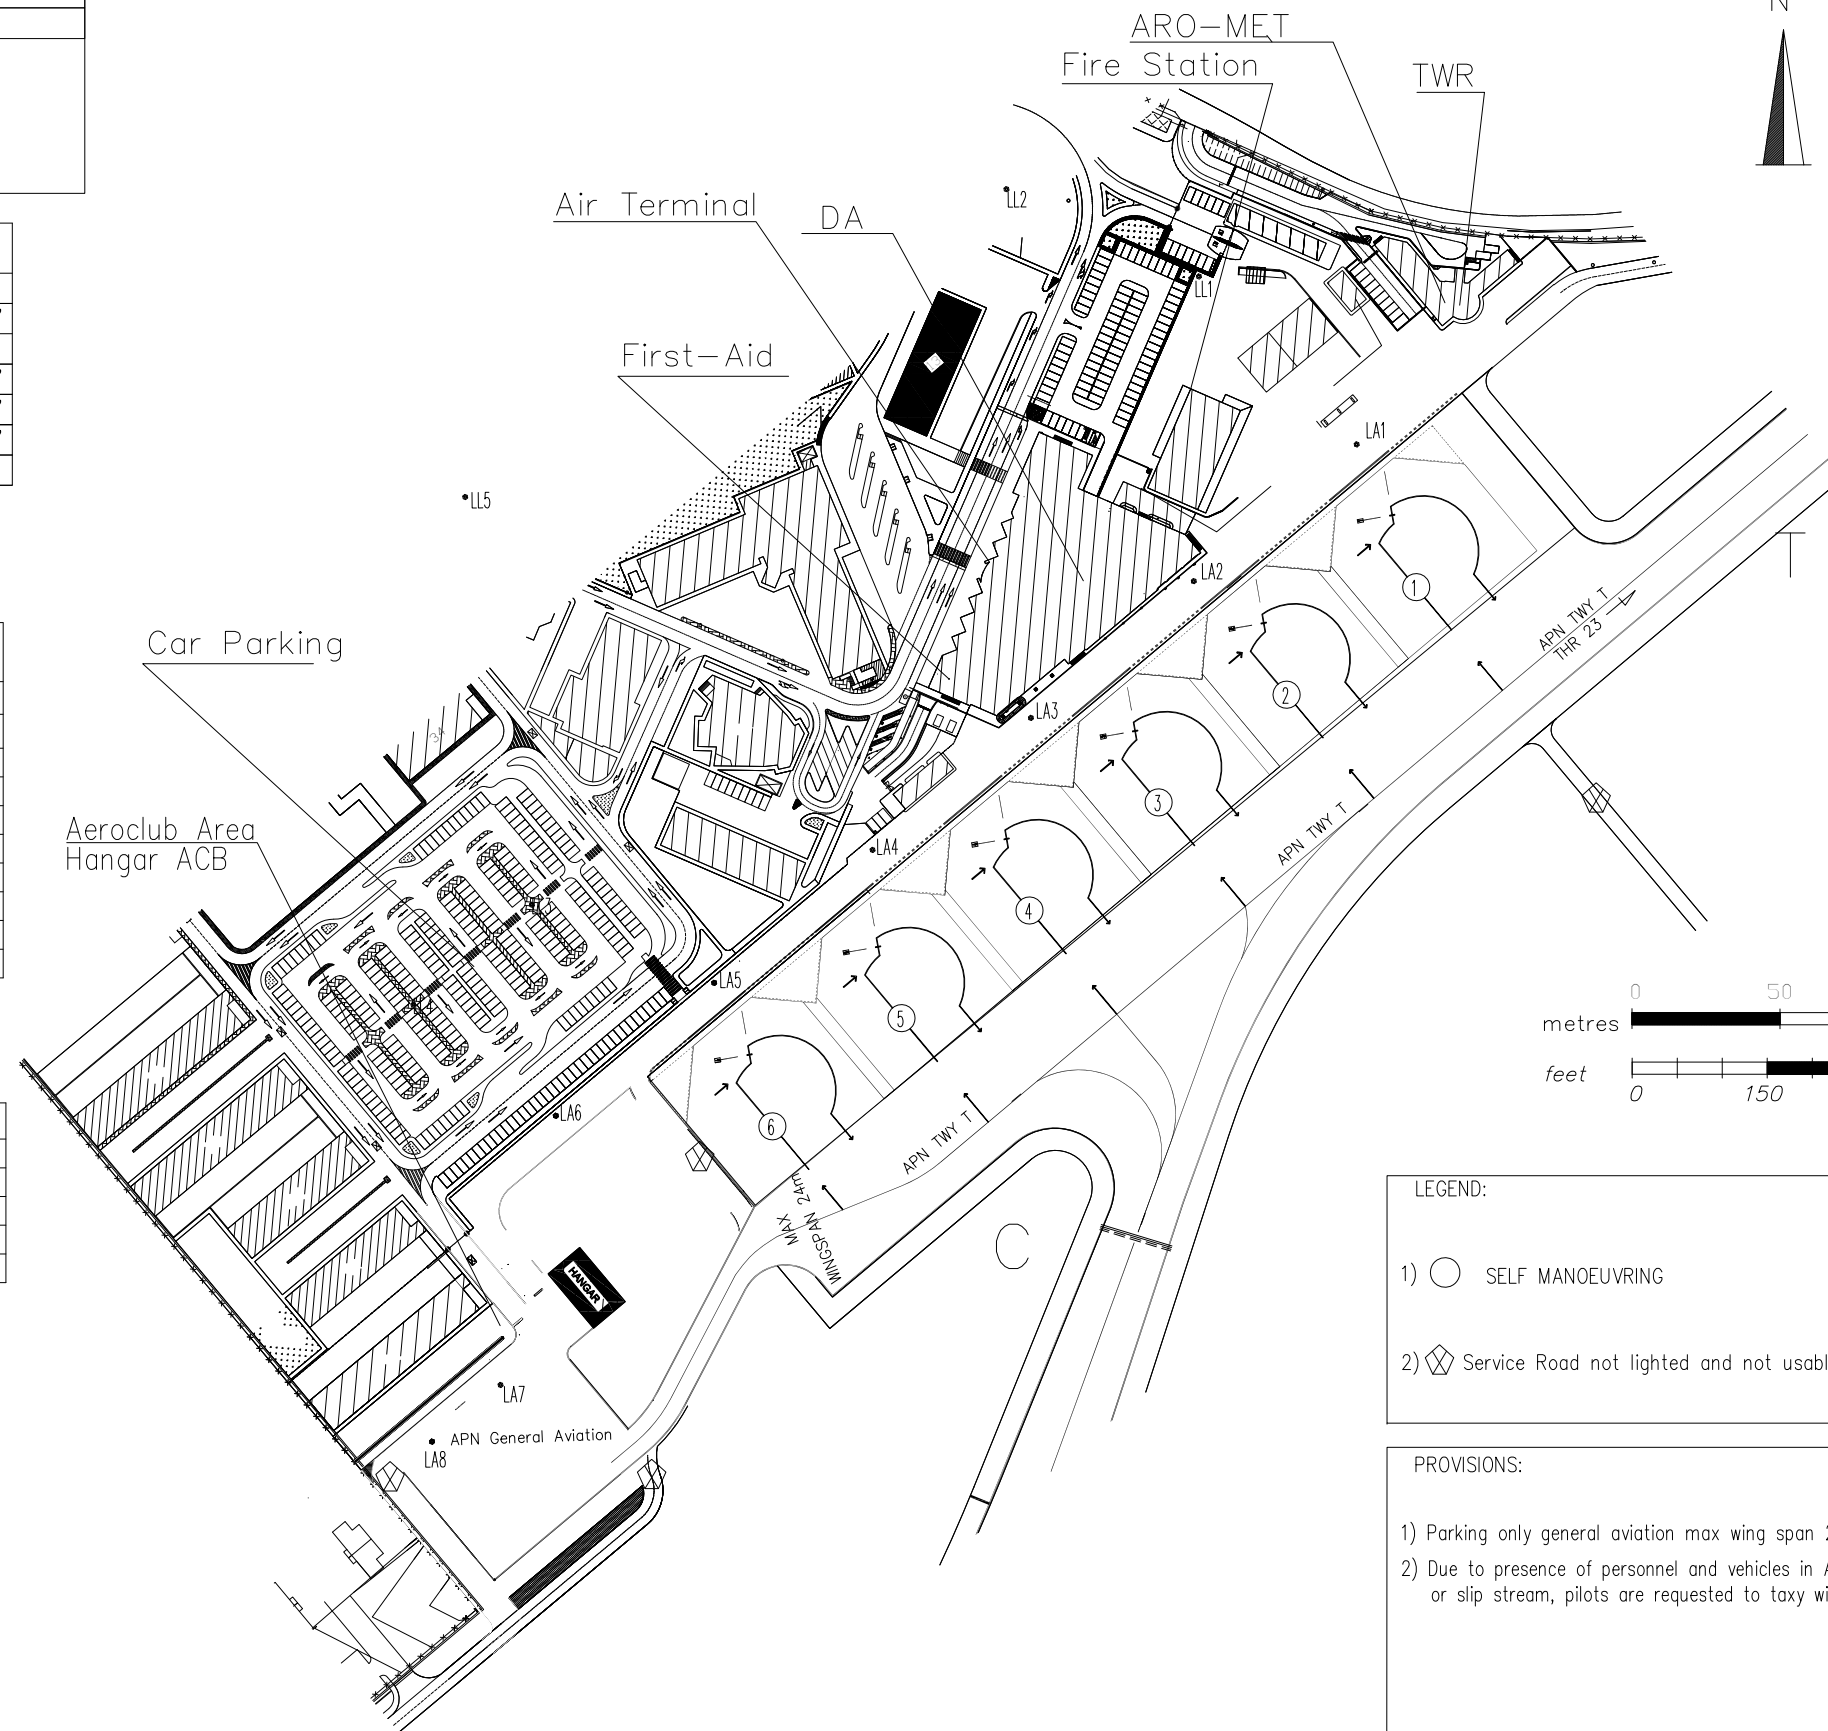 N
ARO-MET
Fire Station
TWR
Air Terminal
DA
LL2
LL1
First-Aid
LA1
LL5
LA2
1
APN TWY T
THR 23
T
Car Parking
2
LA3
34
3
APN TWY T
Aeroclub Area
Hangar ACB
LA4
4
LA5
5
0 50
metres
feet
0 150
LA6
6
APN TWY T
MAX
WINGSPAN 24m
C
HANGAR
LA7
APN General Aviation
LA8
LEGEND:
1) SELF MANOEUVRING
2) Service Road not lighted and not
PROVISIONS:
1) Parking only general aviation max wing span
2) Due to presence of personnel and vehicles in
or slip stream, pilots are requested to taxy